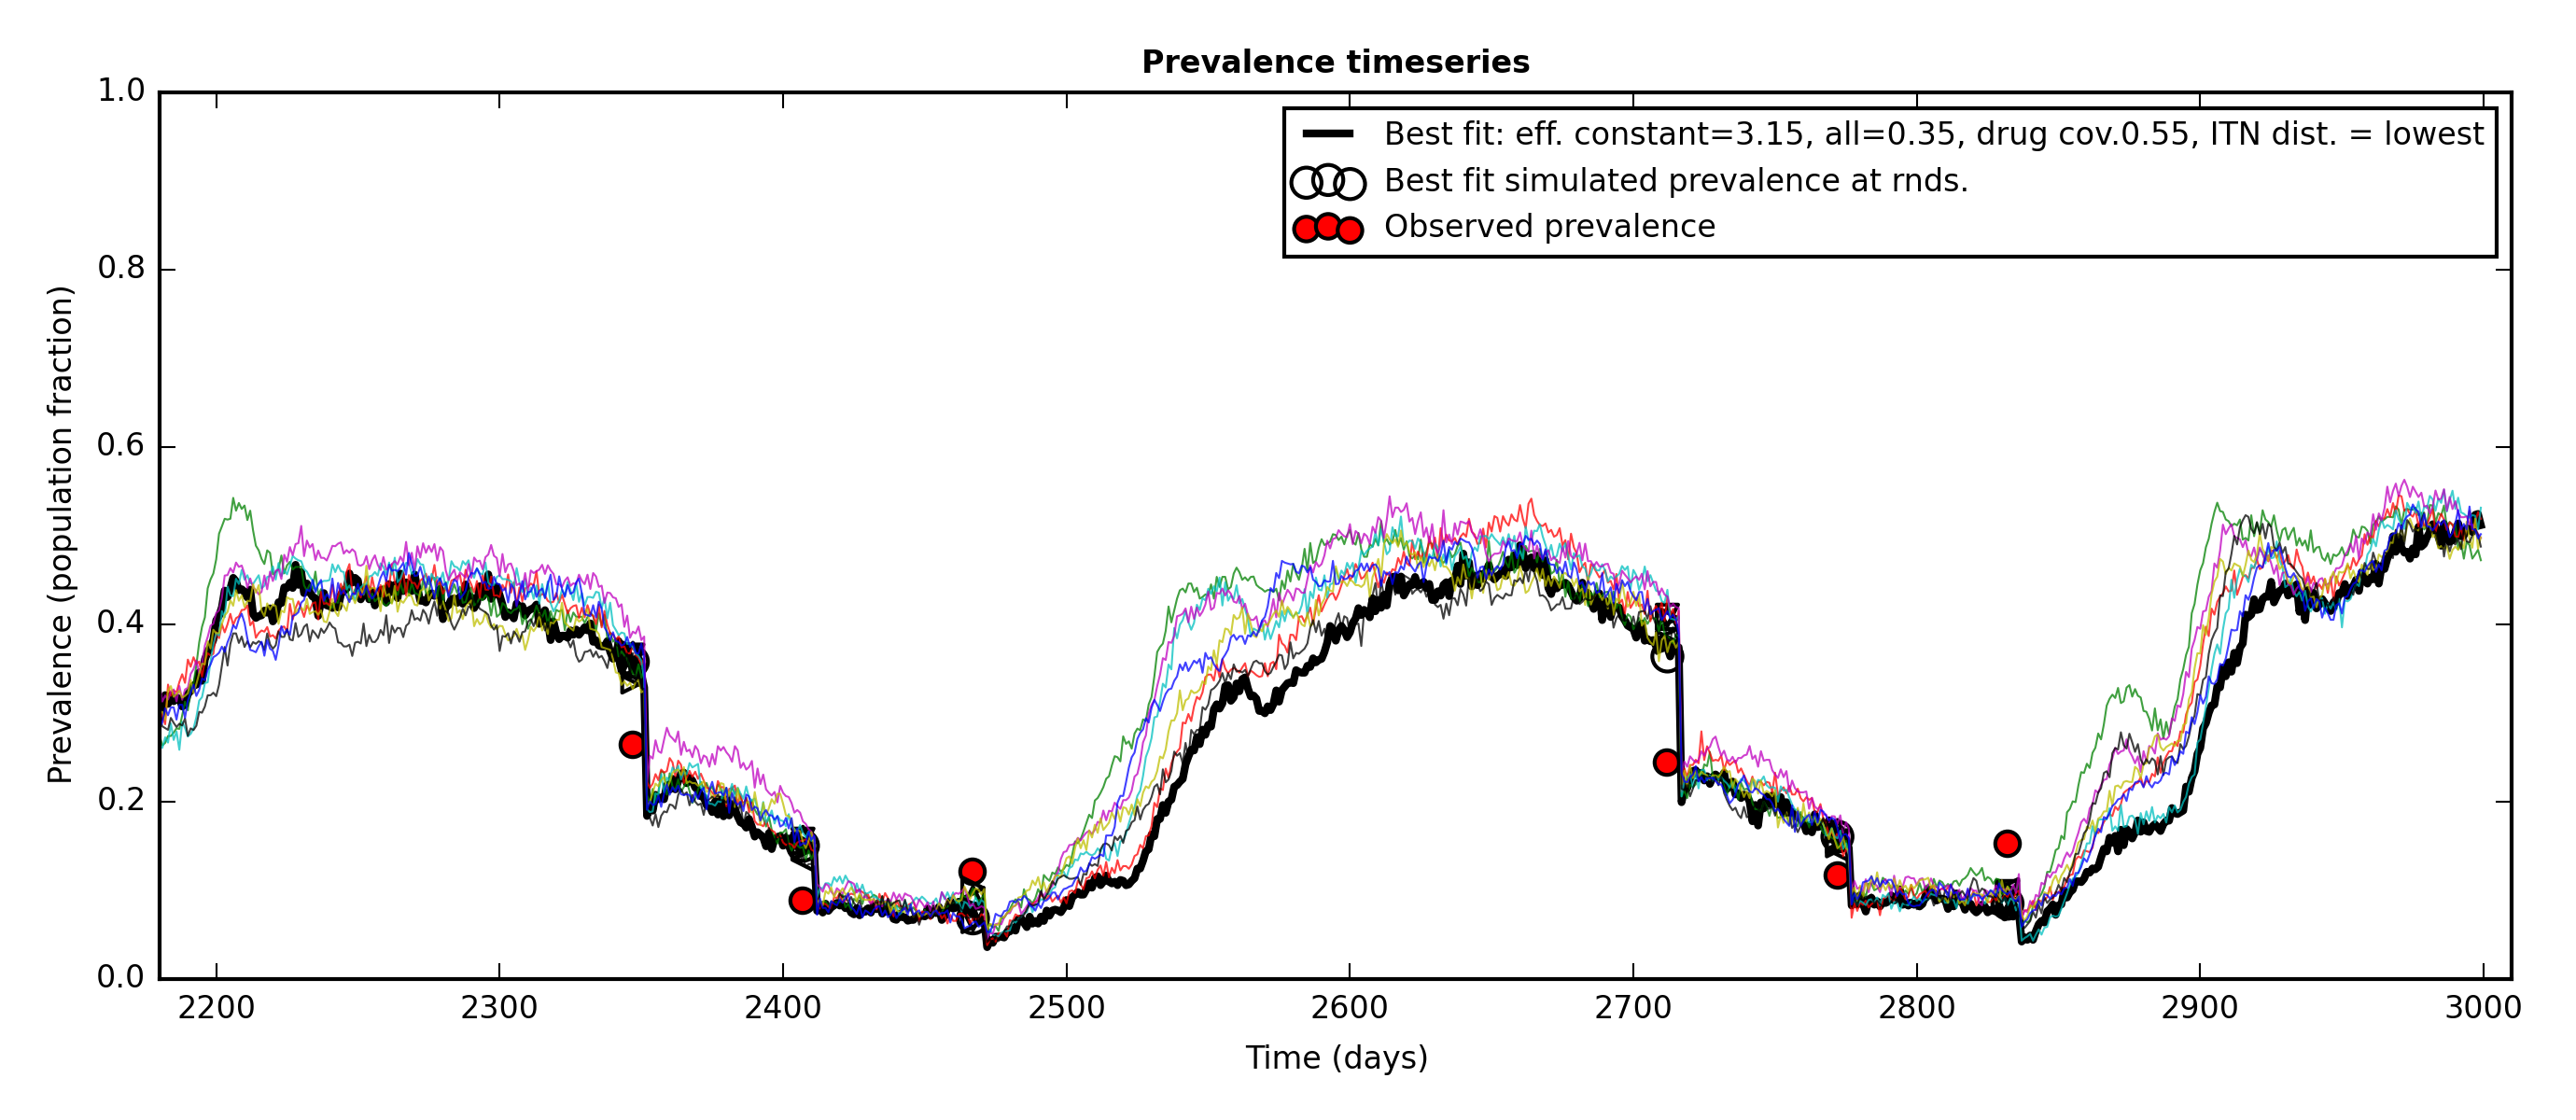 Prevalence timeseries
Best fit: eff. constant=3.15, all=0.35, drug cov.0.55, ITN dist. = lowest
Best fit simulated prevalence at rnds.
Observed prevalence
Prevalence (population fraction)
1.0
0.8
0.6
0.4
0.2
0.0
2200 2300 2400 2500 2600 2700 2800 2900 3000
Time (days)